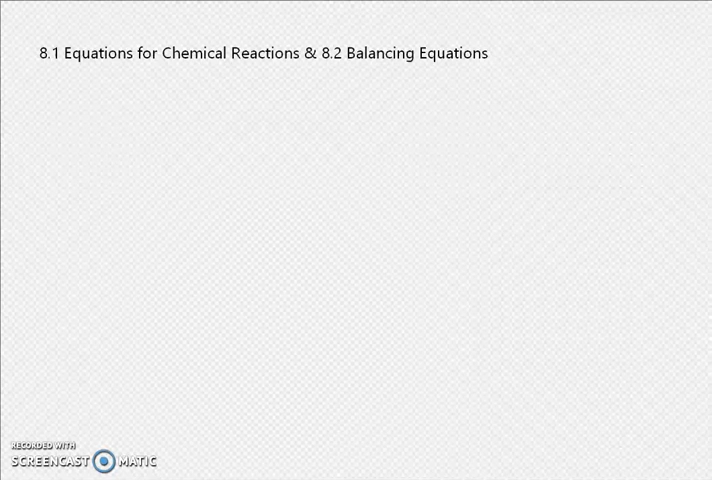 8.1 Equations for Chemical Reactions & 8.2 Balancing Equations
RECORDED WITH
SCREENCAST MATIC